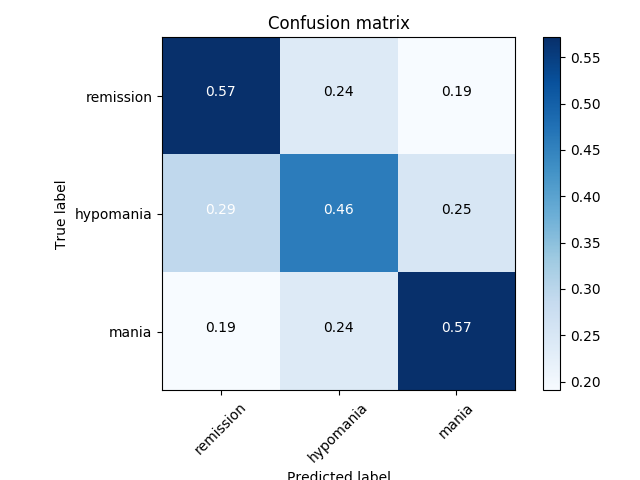 Confusion matrix
remission 0.57 0.24 0.19
hypomania 0.29 0.46 0.25
mania 0.19 0.24 0.57
True label
remission hypomania mania
Predicted label
0.55
0.50
0.45
0.40
0.35
0.30
0.25
0.20